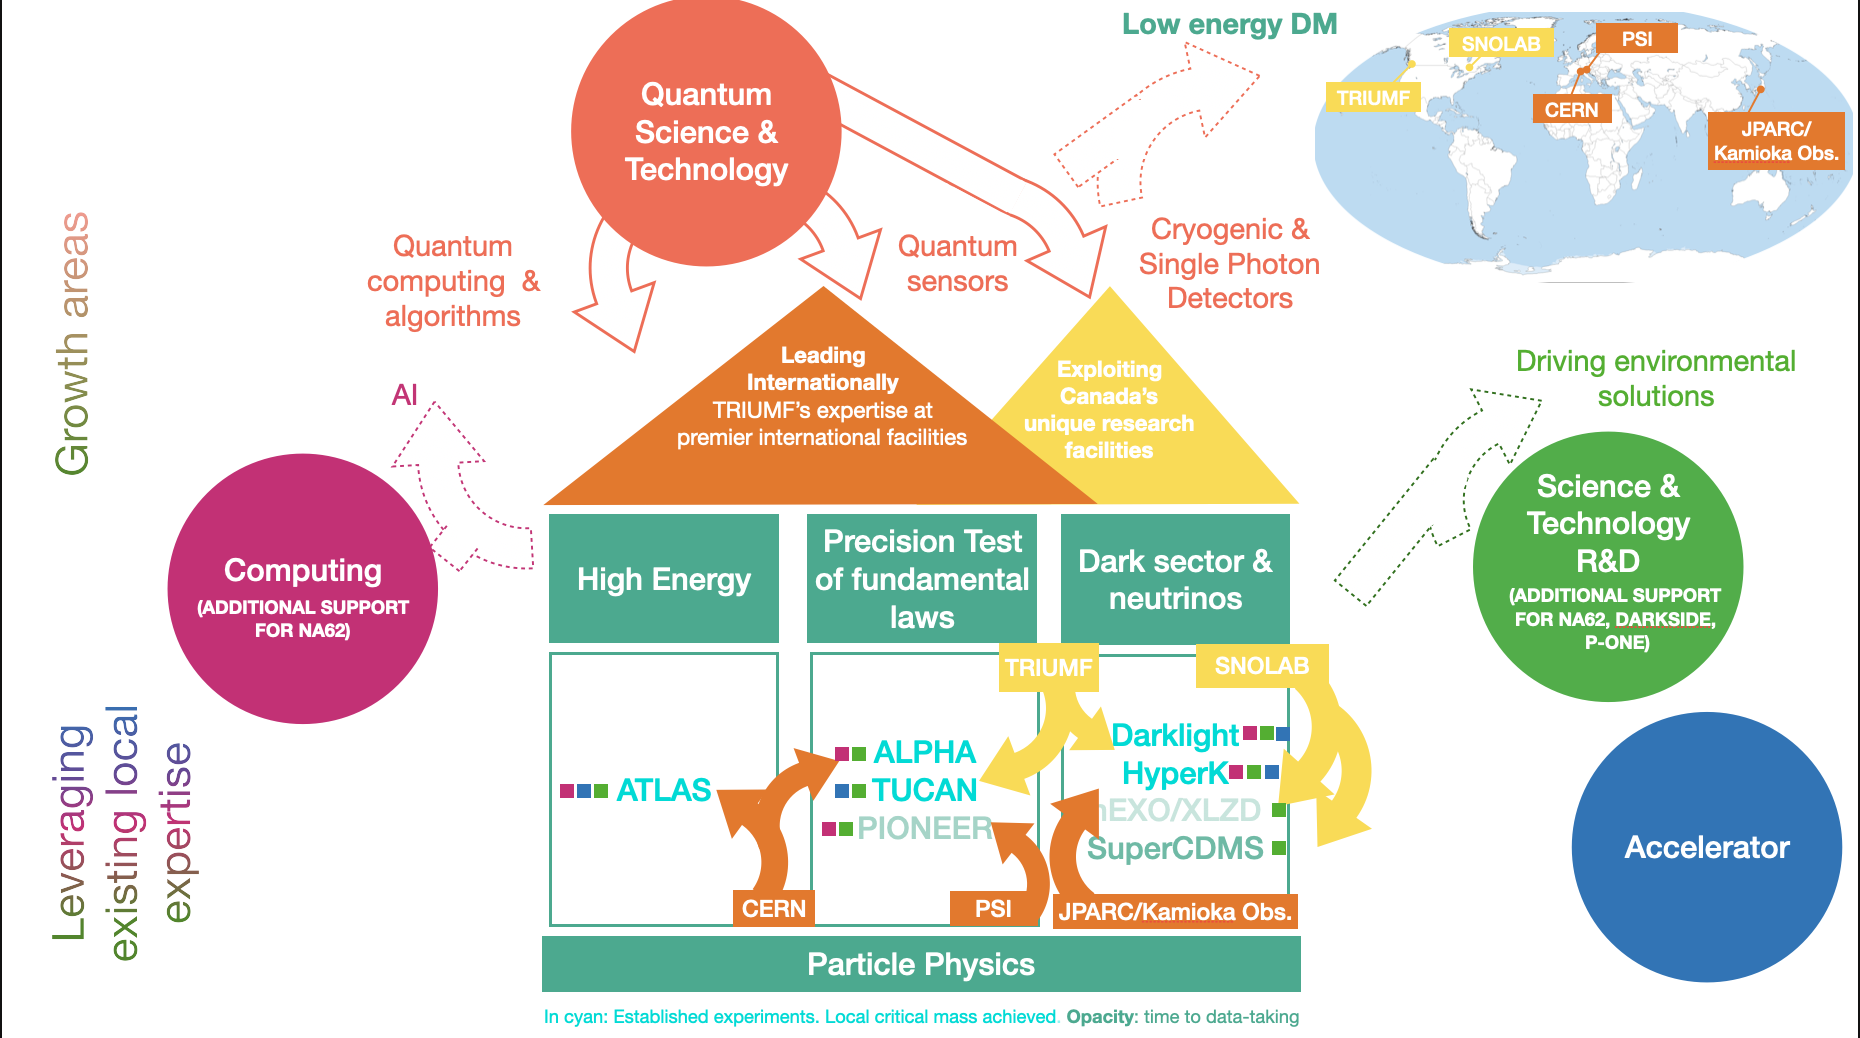 Low energy DM
SNOLAB
PSI
TRIUMF
CERN
JPARC/
Kamioka Obs.
Quantum
Science &
Technology
Quantum
computing &
algorithms
Quantum
sensors
Cryogenic &
Single Photon
Detectors
Growth areas
Leading
Internationally
TRIUMF's expertise at
premier international facilities
Exploiting
Canada's
unique research
facilities
AI
Driving environmental
solutions
Computing
(ADDITIONAL SUPPORT
FOR NA62)
Science &
Technology
R&D
(ADDITIONAL SUPPORT
FOR NA62, DARKSIDE,
P-ONE)
High Energy
Precision Test
of fundamental
laws
Dark sector &
neutrinos
TRIUMF
SNOLAB
Leveraging
existing local
expertise
ATLAS
ALPHA
TUCAN
PIONEER
Darklight
HyperK
nEXO/XLZD
SuperCDMS
CERN
PSI
JPARC/Kamioka Obs.
Accelerator
Particle Physics
In cyan: Established experiments. Local critical mass achieved. Opacity: time to data-taking